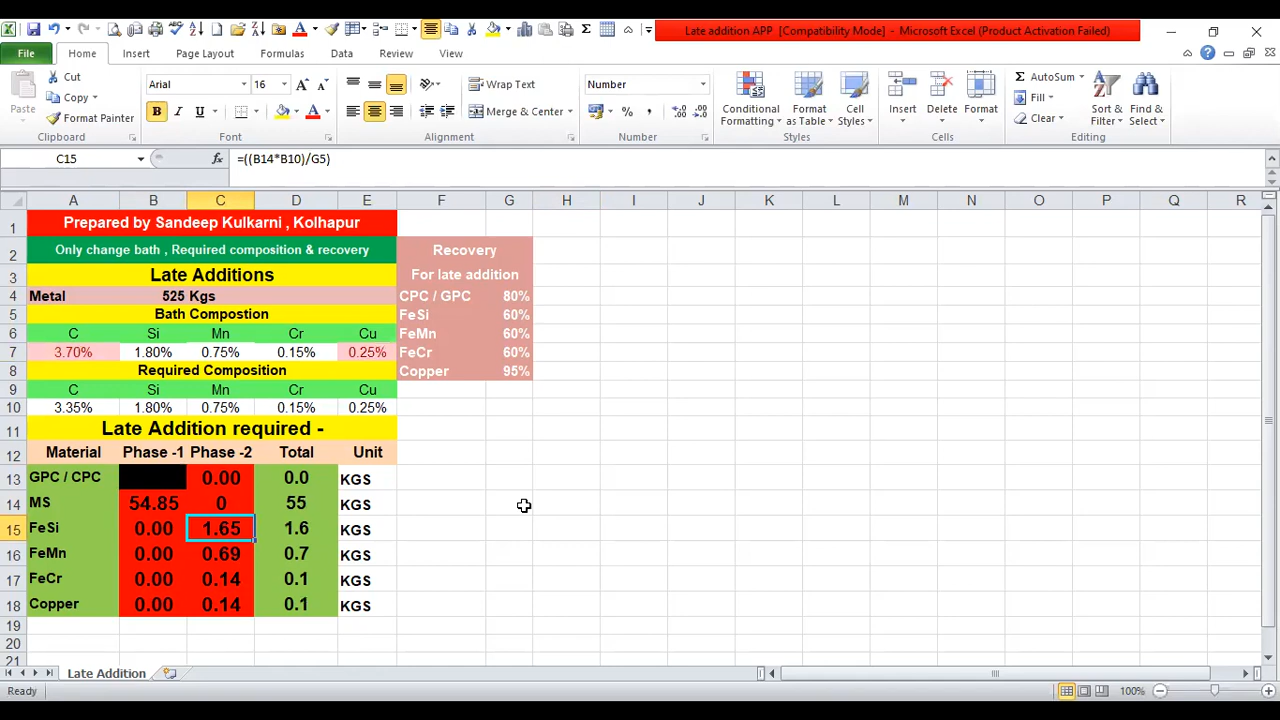 Late addition APP [Compatibility Mode] - Microsoft Excel (Product Activation Failed)
File Home Insert Page Layout Formulas Data Review View
Cut
Copy
Format Painter
Paste
Clipboard
Arial 16
B I U
Font
Wrap Text
Merge & Center
Alignment
Number
Number
Conditional Formatting
Format as Table
Cell Styles
Styles
Insert Delete Format
Cells
AutoSum
Fill
Clear
Sort & Filter
Find & Select
Editing
C15 fx =((B14*B10)/G5)
A B C D E F G H I J K L M N O P Q R
1 Prepared by Sandeep Kulkarni , Kolhapur
2 Only change bath , Required composition & recovery Recovery
3 Late Additions For late addition
4 Metal 525 Kgs CPC / GPC 80%
5 Bath Compostion FeSi 60%
6 C Si Mn Cr Cu FeMn 60%
7 3.70% 1.80% 0.75% 0.15% 0.25% FeCr 60%
8 Required Composition Copper 95%
9 C Si Mn Cr Cu
10 3.35% 1.80% 0.75% 0.15% 0.25%
11 Late Addition required -
12 Material Phase -1 Phase -2 Total Unit
13 GPC / CPC 0.00 0.0 KGS
14 MS 54.85 0 55 KGS
15 FeSi 0.00 1.65 1.6 KGS
16 FeMn 0.00 0.69 0.7 KGS
17 FeCr 0.00 0.14 0.1 KGS
18 Copper 0.00 0.14 0.1 KGS
19
20
21
Late Addition
Ready 100%